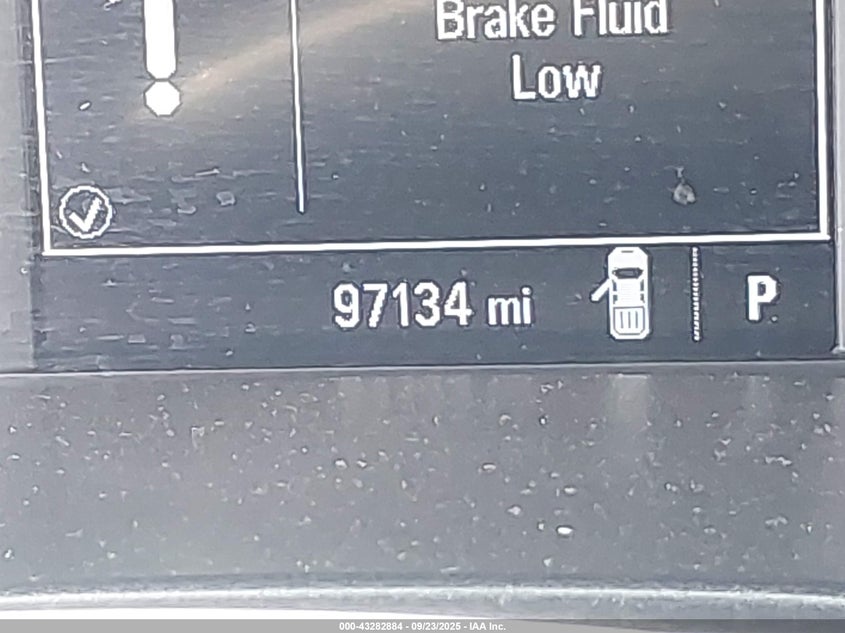 Brake Fluid
Low
97134 mi
P
000-43282884 - 09/23/2025 - IAA Inc.